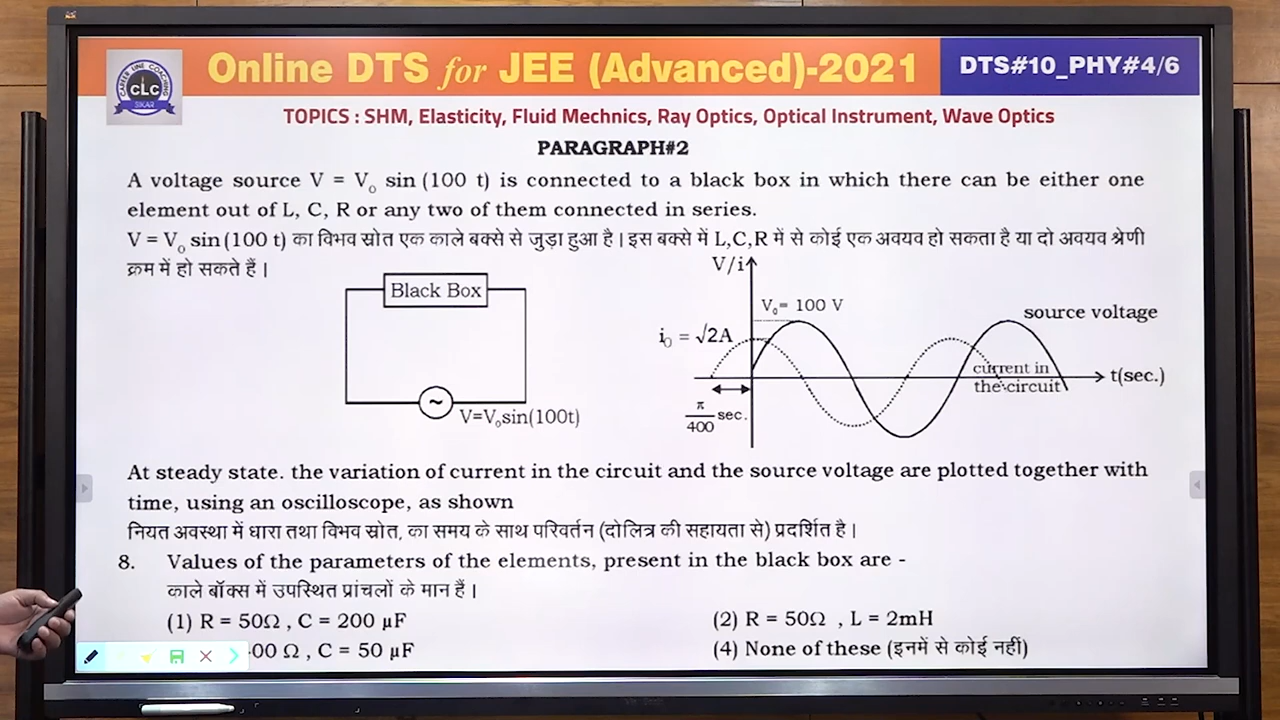 Online DTS for JEE (Advanced)-2021
DTS#10_PHY#4/6
CAREER LINE COACHING
CLC
SIKAR
TOPICS : SHM, Elasticity, Fluid Mechnics, Ray Optics, Optical Instrument, Wave Optics
PARAGRAPH#2
A voltage source V = V₀ sin (100 t) is connected to a black box in which there can be either one
element out of L, C, R or any two of them connected in series.
V = V₀ sin (100 t) का विभव स्रोत एक काले बक्से से जुड़ा हुआ है। इस बक्से में L,C,R में से कोई एक अवयव हो सकता है या दो अवयव श्रेणी
क्रम में हो सकते हैं।
Black Box
~
V=V₀sin(100t)
V/i
V₀= 100 V
source voltage
i₀ = √2A
current in
the circuit
t(sec.)
π/400 sec.
At steady state. the variation of current in the circuit and the source voltage are plotted together with
time, using an oscilloscope, as shown
नियत अवस्था में धारा तथा विभव स्रोत, का समय के साथ परिवर्तन (दोलित्र की सहायता से) प्रदर्शित है।
8. Values of the parameters of the elements, present in the black box are -
काले बॉक्स में उपस्थित प्रांचलों के मान हैं।
(1) R = 50Ω , C = 200 μF
(2) R = 50Ω , L = 2mH
00 Ω , C = 50 μF
(4) None of these (इनमें से कोई नहीं)